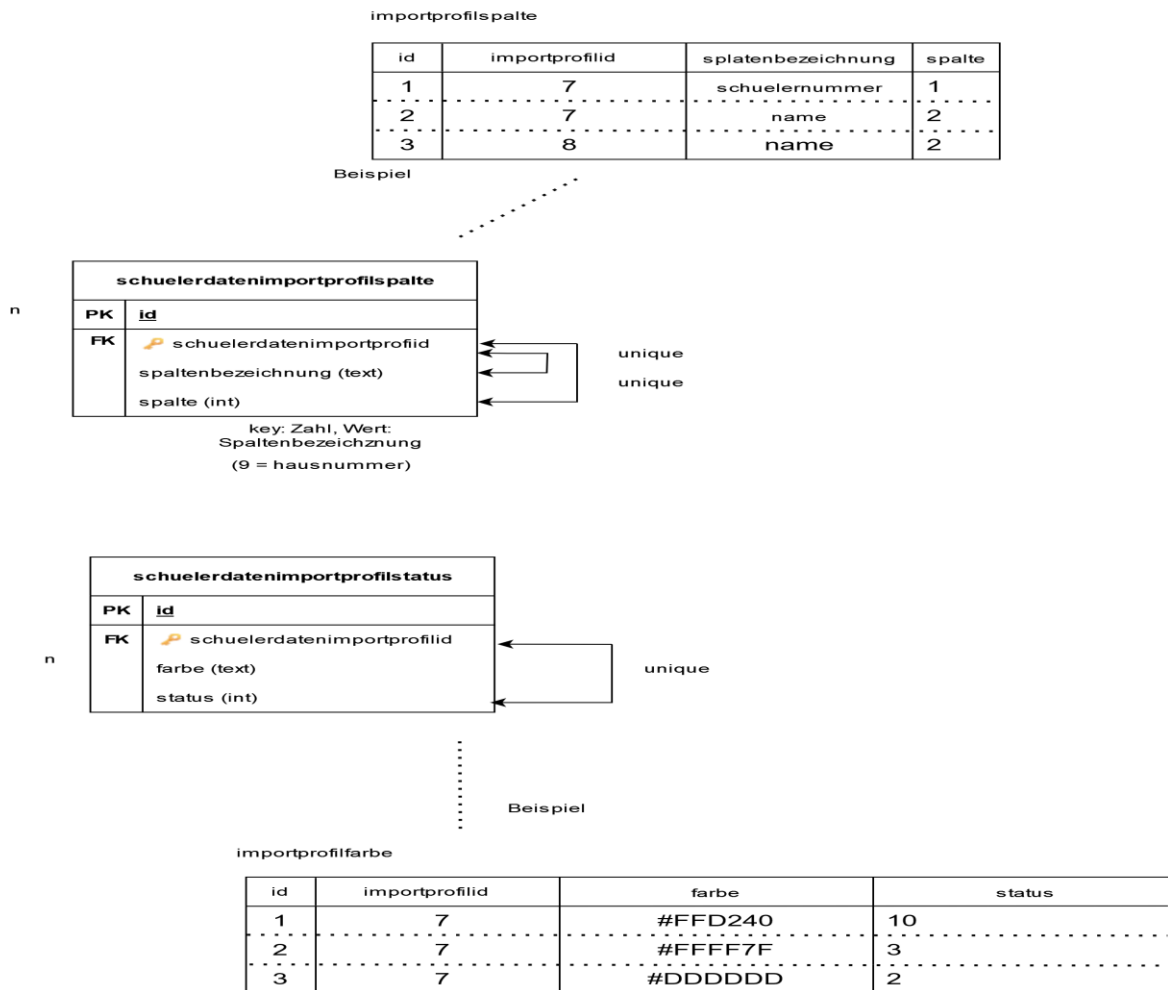 importprofilspalte
id importprofilid splatenbezeichnung spalte
1 7 schuelernummer 1
2 7 name 2
3 8 name 2
Beispiel
schuelerdatenimportprofilspalte
n
PK id
FK schuelerdatenimportprofiid
spaltenbezeichnung (text)
spalte (int)
unique
unique
key: Zahl, Wert:
Spaltenbezeichznung
(9 = hausnummer)
schuelerdatenimportprofilstatus
PK id
FK schuelerdatenimportprofilid
n
farbe (text)
status (int)
unique
Beispiel
importprofilfarbe
id importprofilid farbe status
1 7 #FFD240 10
2 7 #FFFF7F 3
3 7 #DDDDDD 2